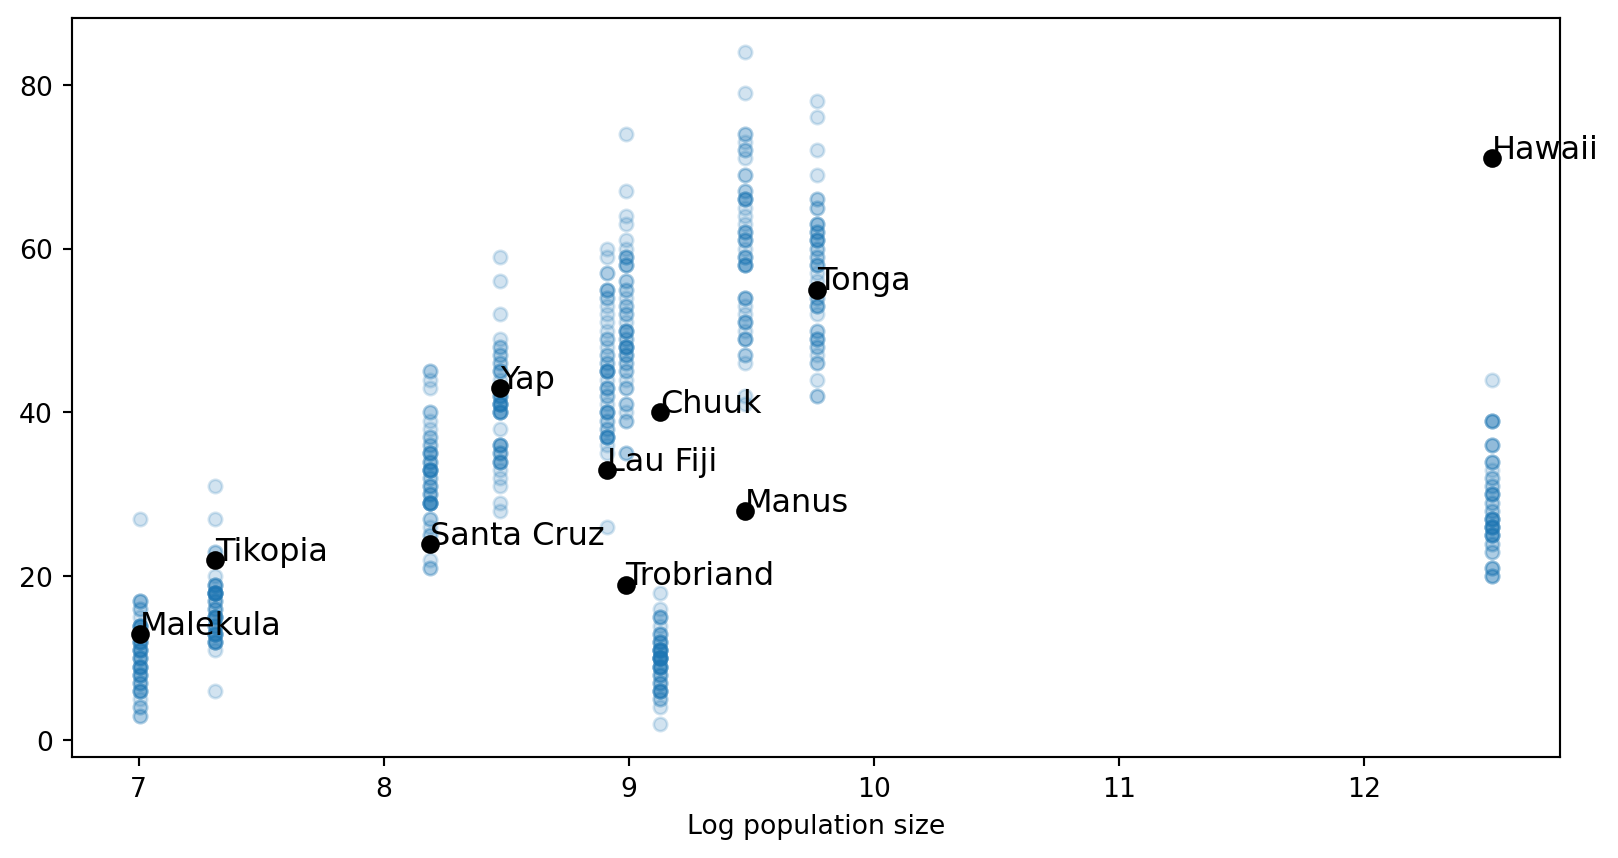 80
60
40
20
0
Hawaii
Tonga
Yap
Chuuk
Lau Fiji
Manus
Santa Cruz
Tikopia
Trobriand
Malekula
7 8 9 10 11 12
Log population size